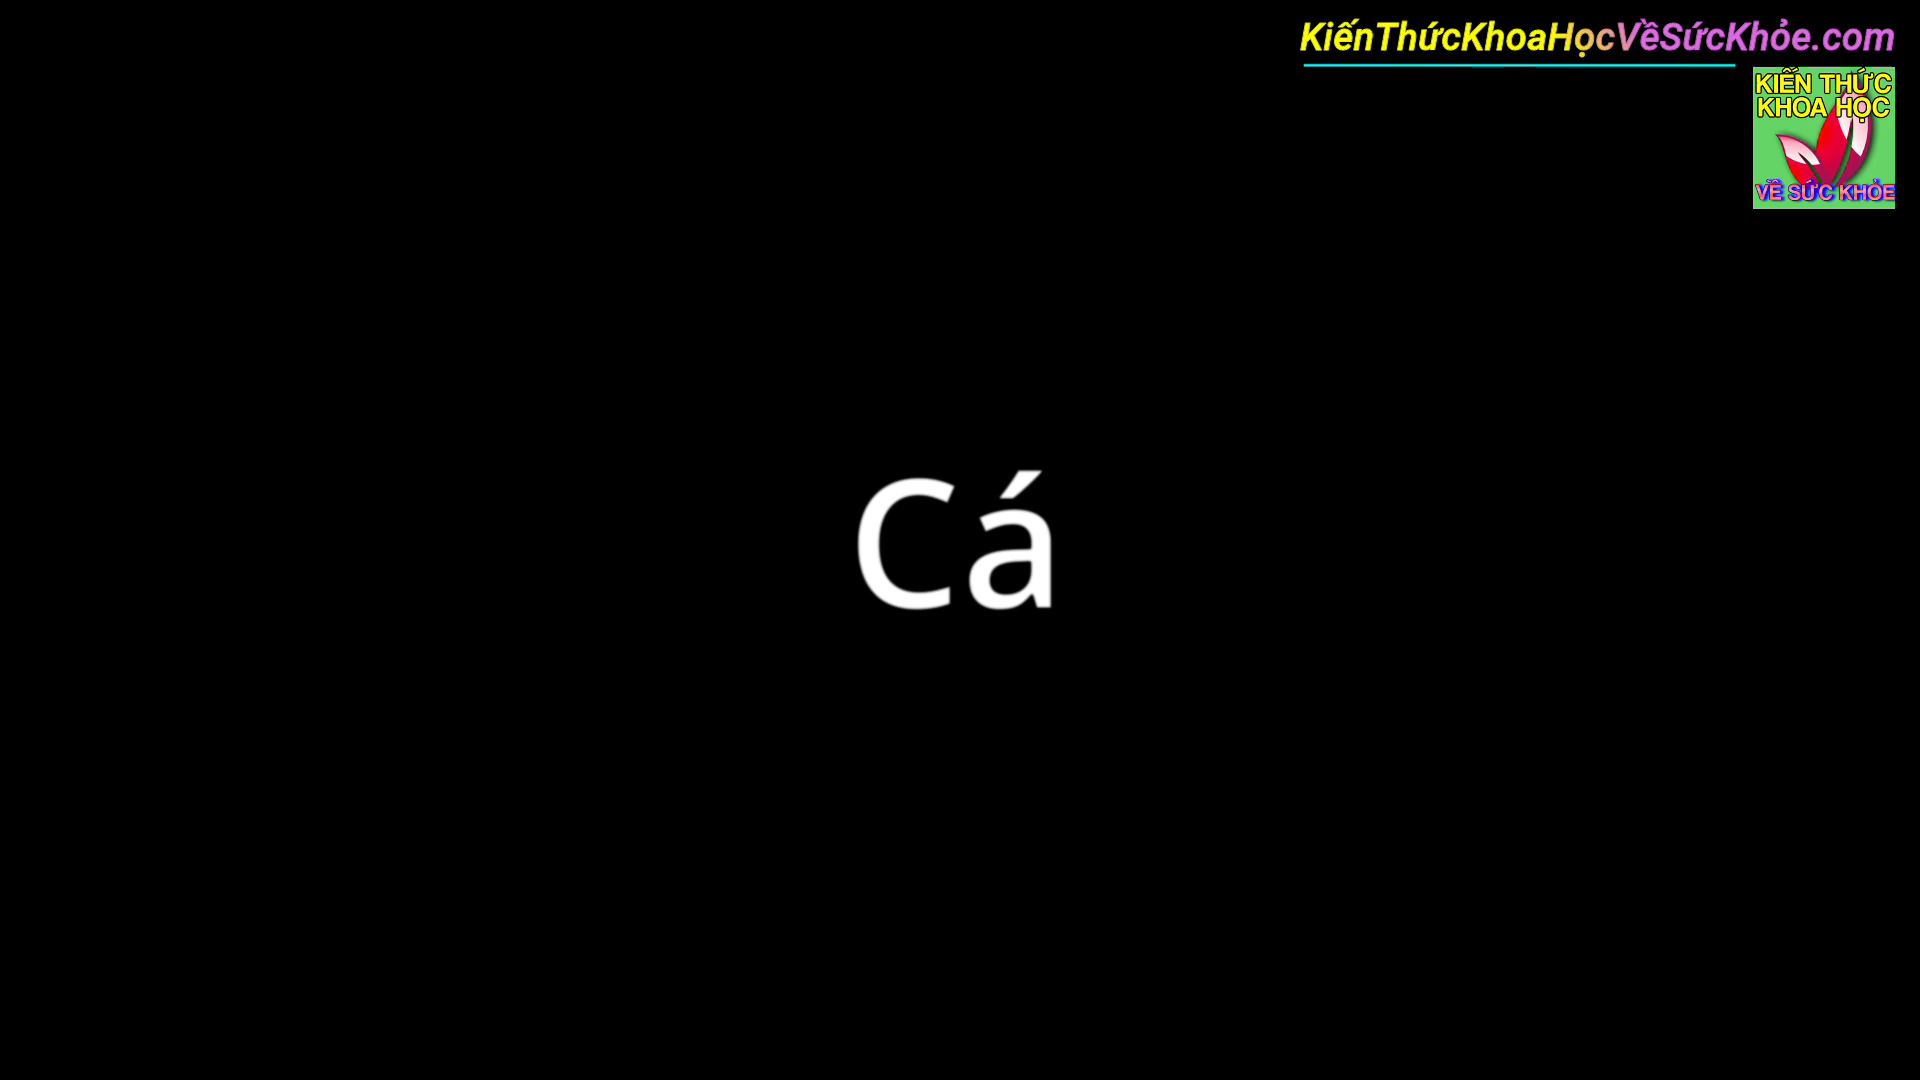 KiếnThứcKhoaHọcVềSứcKhỏe.com
KIẾN THỨC
KHOA HỌC
VỀ SỨC KHỎE
Cá